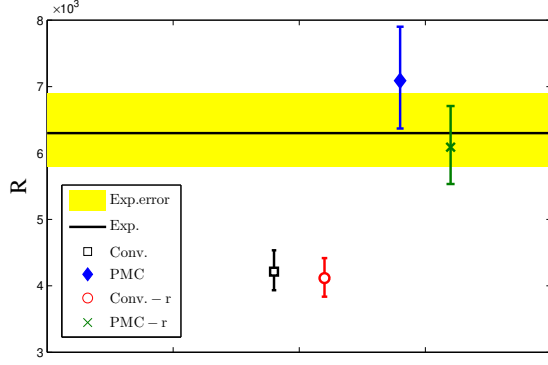 ×10³
8
7
6
5
4
3
R
Exp.error
Exp.
Conv.
PMC
Conv. − r
PMC − r